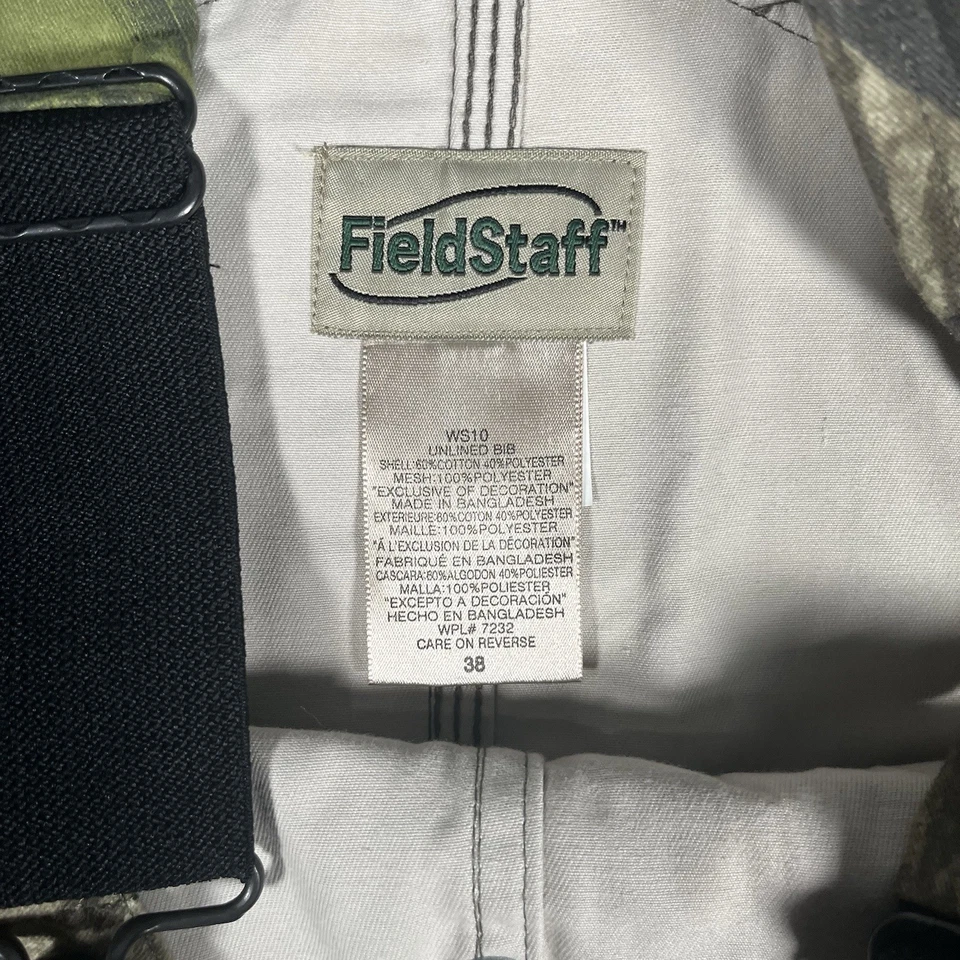 FieldStaff™
WS10
UNLINED BIB
SHELL:60%COTTON 40%POLYESTER
MESH:100%POLYESTER
"EXCLUSIVE OF DECORATION"
MADE IN BANGLADESH
EXTERIEURE:60%COTON 40%POLYESTER
MAILLE:100%POLYESTER
"Á L'EXCLUSION DE LA DÉCORATION"
FABRIQUÉ EN BANGLADESH
CASCARA:60%ALGODON 40%POLIESTER
MALLA:100%POLIESTER
"EXCEPTO A DECORACIÓN"
HECHO EN BANGLADESH
WPL# 7232
CARE ON REVERSE
38